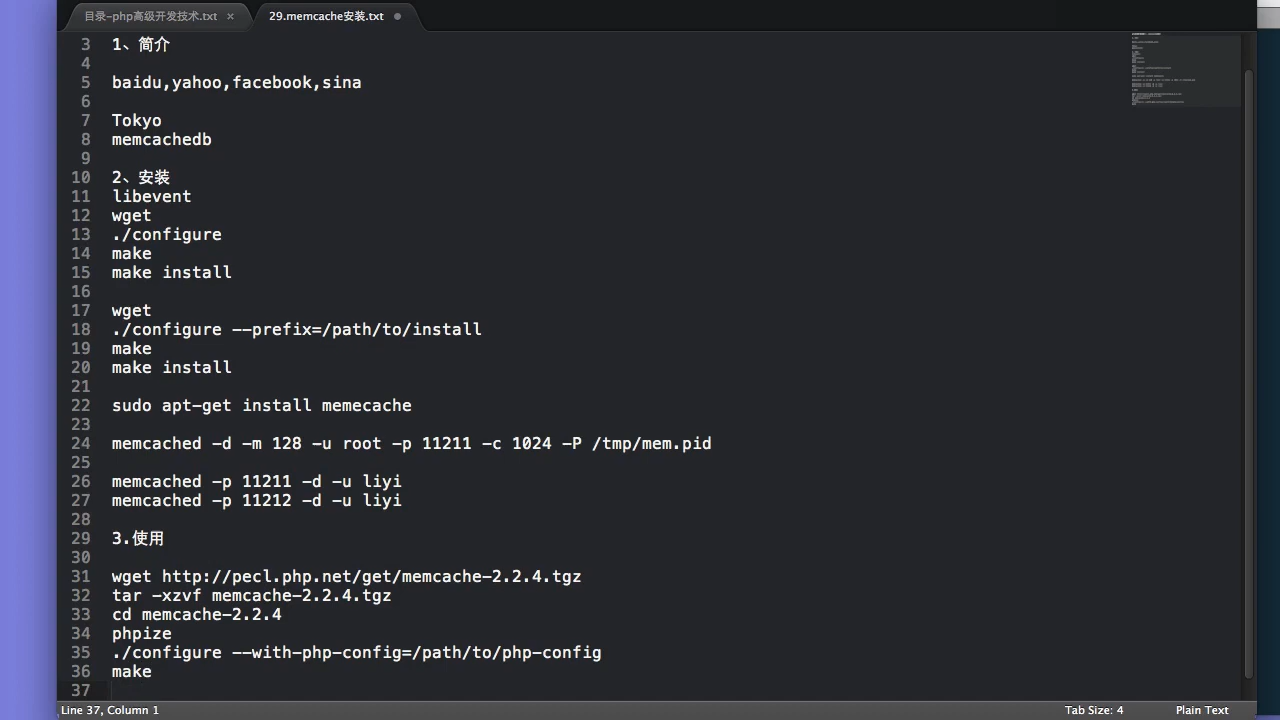 目录-php高级开发技术.txt ×
29.memcache安装.txt
3 1、简介
4
5 baidu,yahoo,facebook,sina
6
7 Tokyo
8 memcachedb
9
10 2、安装
11 libevent
12 wget
13 ./configure
14 make
15 make install
16
17 wget
18 ./configure --prefix=/path/to/install
19 make
20 make install
21
22 sudo apt-get install memecache
23
24 memcached -d -m 128 -u root -p 11211 -c 1024 -P /tmp/mem.pid
25
26 memcached -p 11211 -d -u liyi
27 memcached -p 11212 -d -u liyi
28
29 3.使用
30
31 wget http://pecl.php.net/get/memcache-2.2.4.tgz
32 tar -xzvf memcache-2.2.4.tgz
33 cd memcache-2.2.4
34 phpize
35 ./configure --with-php-config=/path/to/php-config
36 make
37
Line 37, Column 1
Tab Size: 4
Plain Text